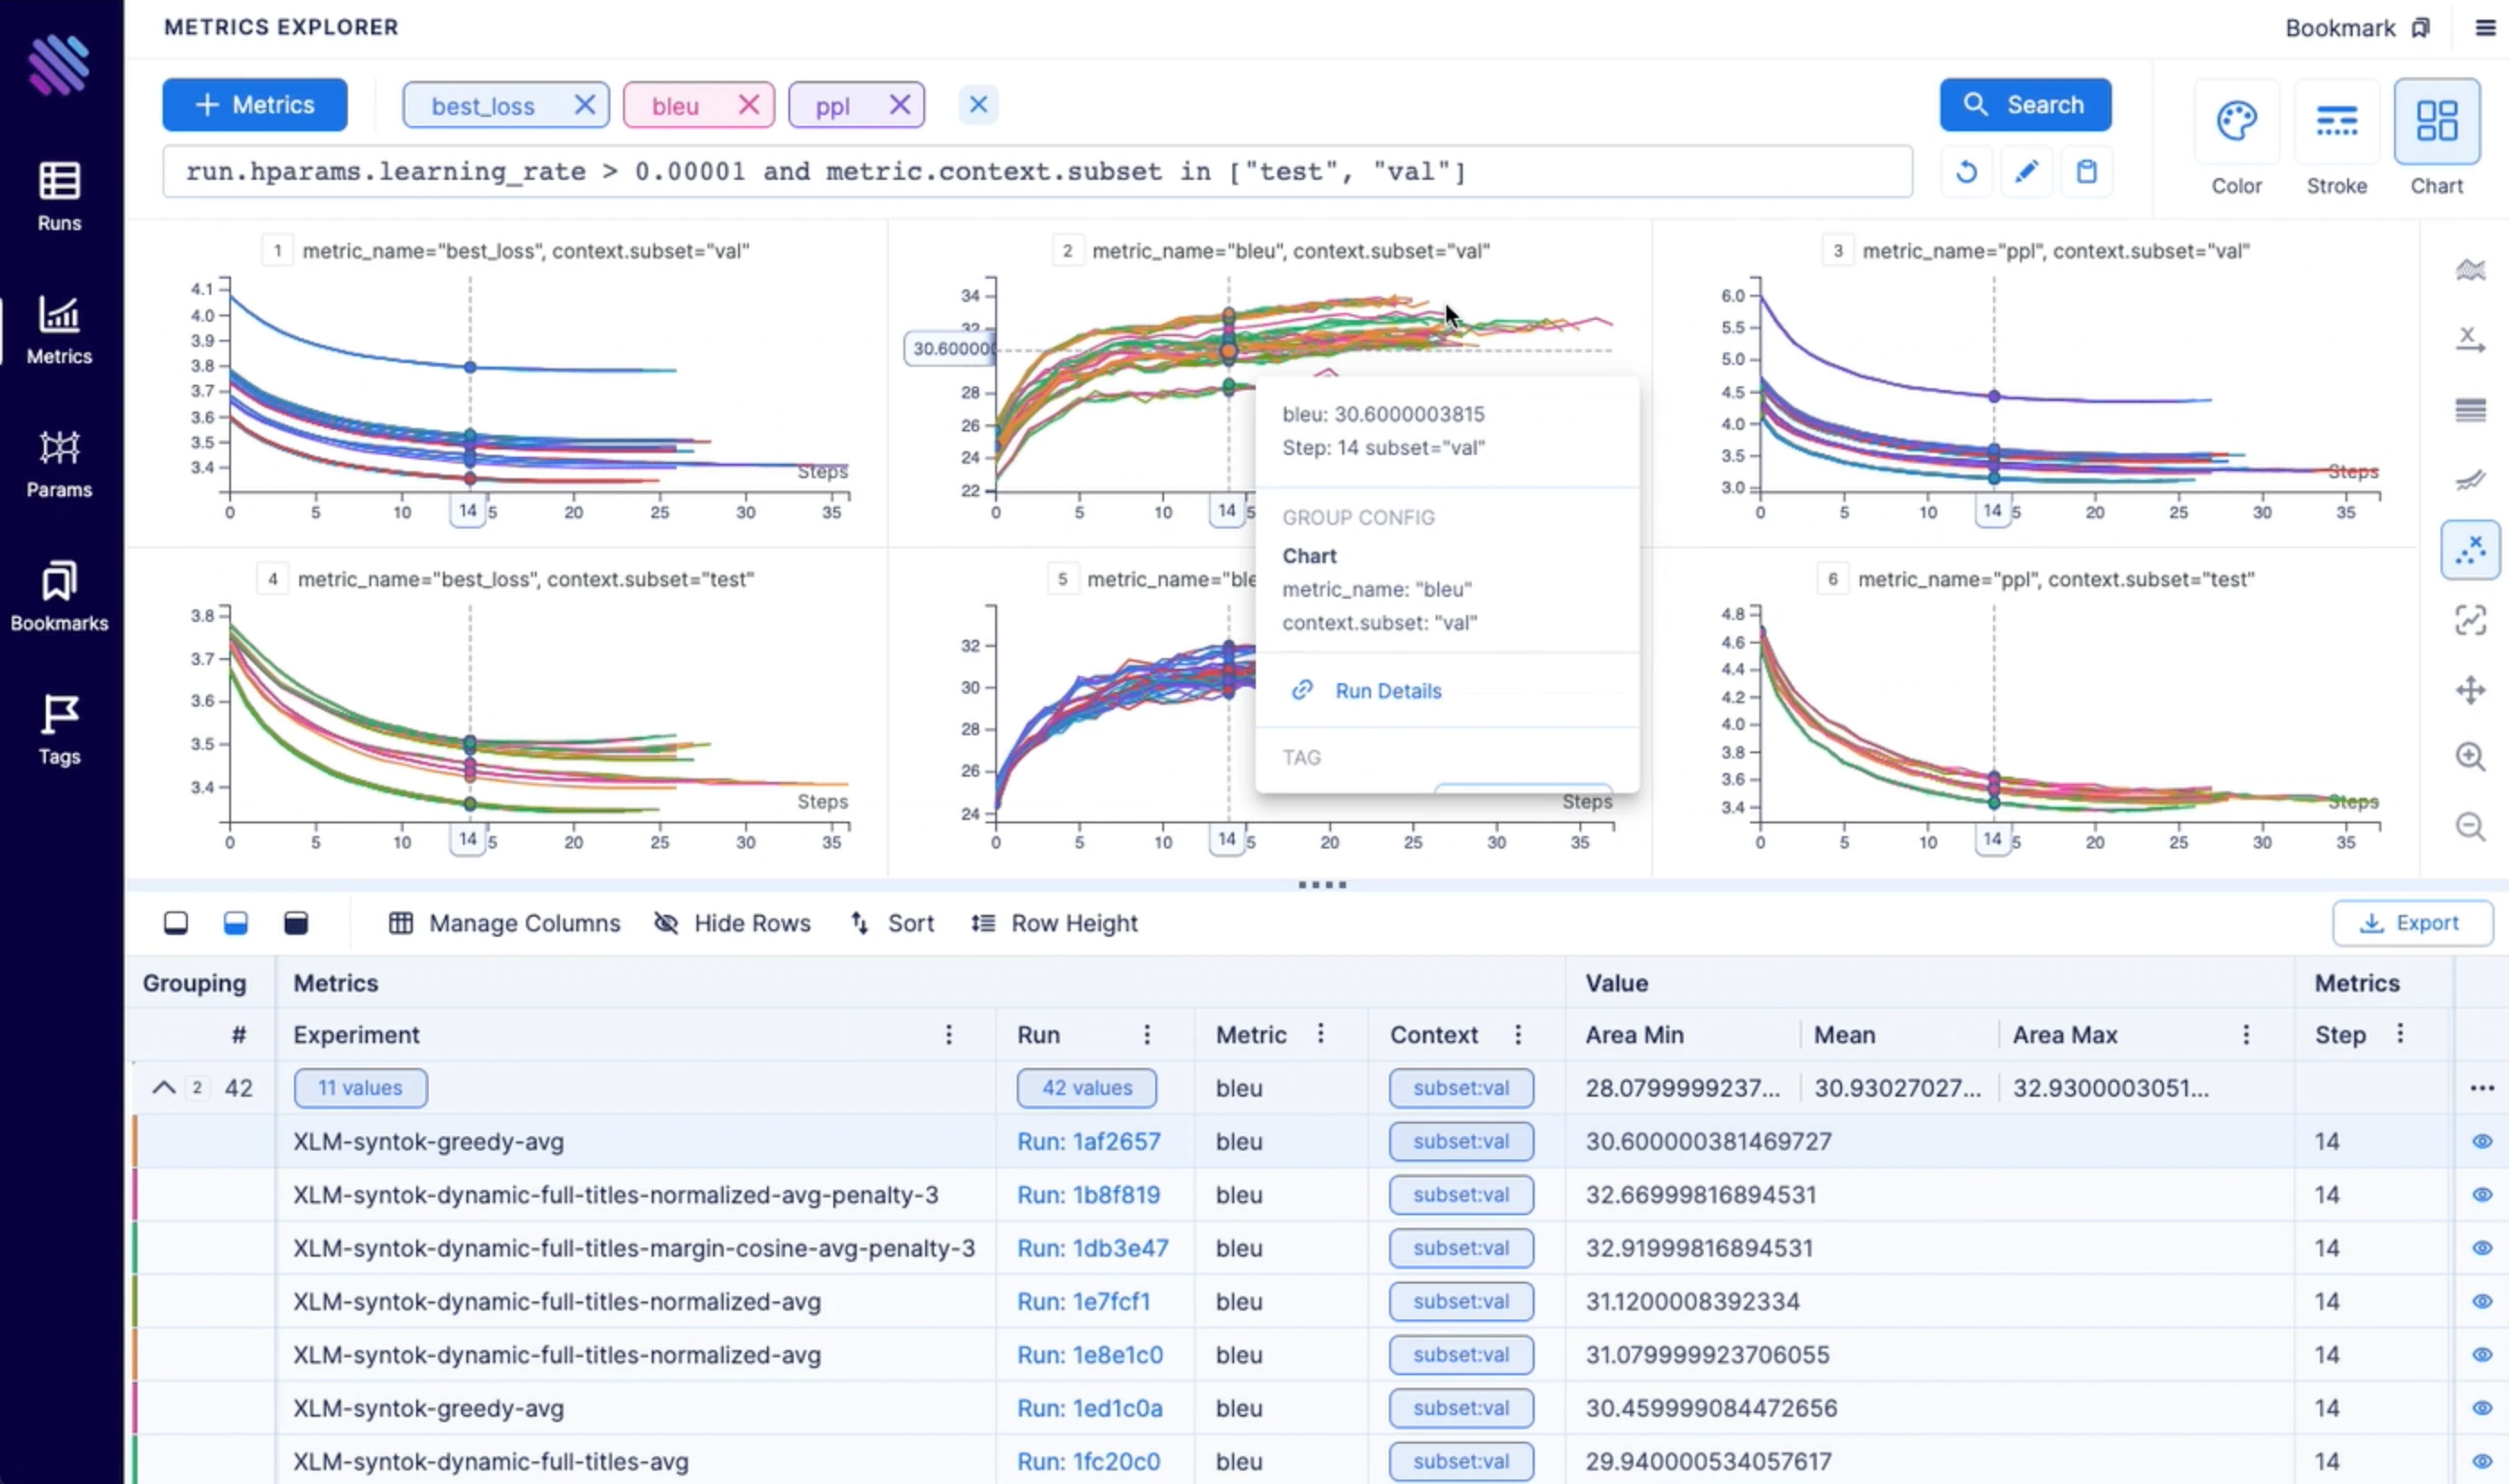 METRICS EXPLORER
Bookmark
Metrics
best_loss
bleu
ppl
Search
run.hparams.learning_rate > 0.00001 and metric.context.subset in ["test", "val"]
Color
Stroke
Chart
Runs
Metrics
Params
Bookmarks
Tags
1 metric_name="best_loss", context.subset="val"
4.1
4.0
3.9
3.8
3.7
3.6
3.5
3.4
Steps
0 5 10 14 5 20 25 30 35
2 metric_name="bleu", context.subset="val"
34
32
30.600000
28
26
24
22
0 5 10 14 5
3 metric_name="ppl", context.subset="val"
6.0
5.5
5.0
4.5
4.0
3.5
3.0
Steps
0 5 10 14 5 20 25 30 35
bleu: 30.6000003815
Step: 14 subset="val"
GROUP CONFIG
Chart
metric_name: "bleu"
context.subset: "val"
Run Details
TAG
4 metric_name="best_loss", context.subset="test"
3.8
3.7
3.6
3.5
3.4
Steps
0 5 10 14 5 20 25 30 35
5 metric_name="ble
32
30
28
26
24
Steps
0 5 10 14 5 20 25 30 35
6 metric_name="ppl", context.subset="test"
4.8
4.6
4.4
4.2
4.0
3.8
3.6
3.4
Steps
0 5 10 14 5 20 25 30 35
Manage Columns Hide Rows Sort Row Height Export
Grouping Metrics Value Metrics
# Experiment Run Metric Context Area Min Mean Area Max Step
2 42 11 values 42 values bleu subset:val 28.0799999237... 30.93027027... 32.9300003051...
XLM-syntok-greedy-avg Run: 1af2657 bleu subset:val 30.600000381469727 14
XLM-syntok-dynamic-full-titles-normalized-avg-penalty-3 Run: 1b8f819 bleu subset:val 32.66999816894531 14
XLM-syntok-dynamic-full-titles-margin-cosine-avg-penalty-3 Run: 1db3e47 bleu subset:val 32.91999816894531 14
XLM-syntok-dynamic-full-titles-normalized-avg Run: 1e7fcf1 bleu subset:val 31.1200008392334 14
XLM-syntok-dynamic-full-titles-normalized-avg Run: 1e8e1c0 bleu subset:val 31.079999923706055 14
XLM-syntok-greedy-avg Run: 1ed1c0a bleu subset:val 30.459999084472656 14
XLM-syntok-dynamic-full-titles-avg Run: 1fc20c0 bleu subset:val 29.940000534057617 14